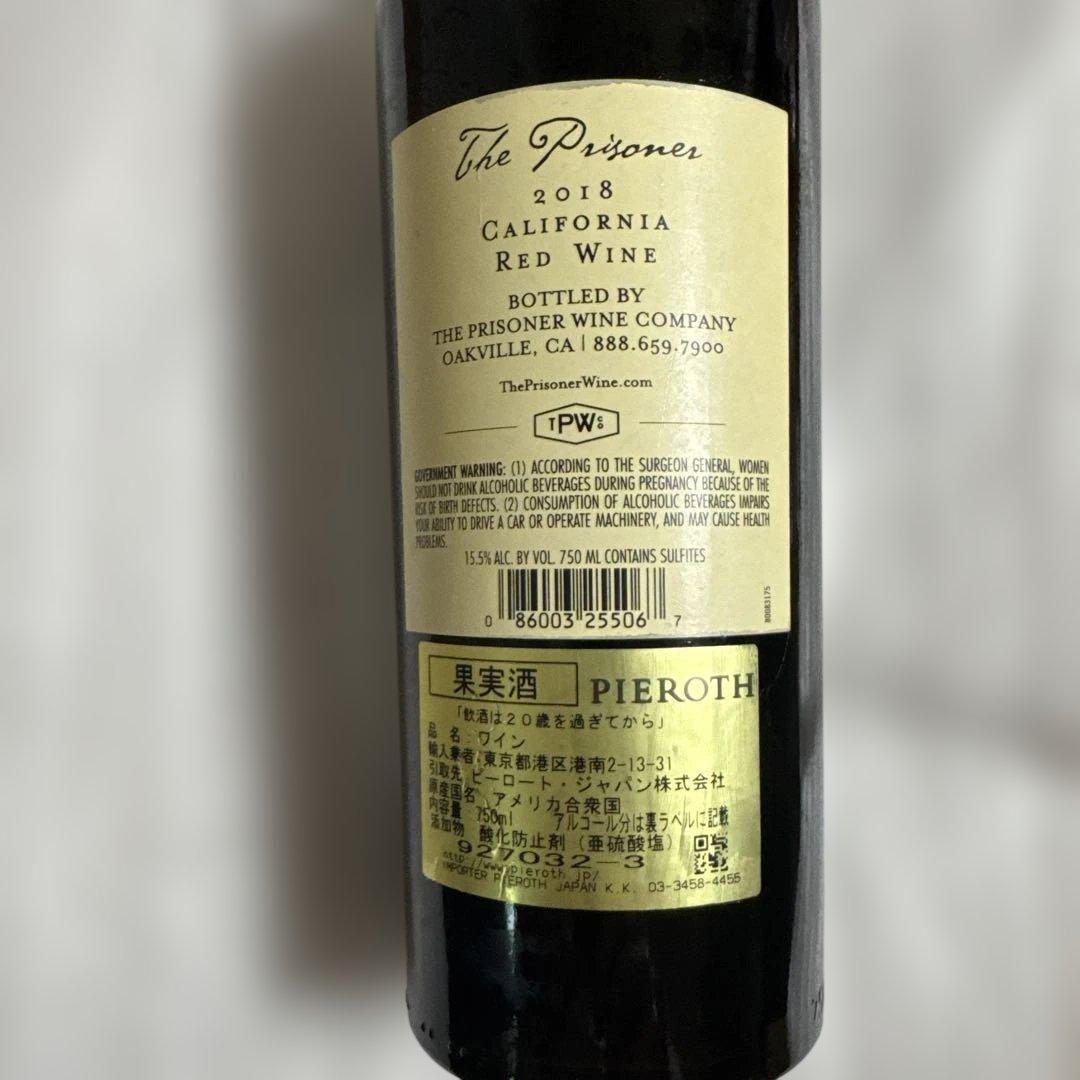 The Prisoner
2018
CALIFORNIA
RED WINE
BOTTLED BY
THE PRISONER WINE COMPANY
OAKVILLE, CA | 888.659.7900
ThePrisonerWine.com
TPWCO
GOVERNMENT WARNING: (1) ACCORDING TO THE SURGEON GENERAL, WOMEN
SHOULD NOT DRINK ALCOHOLIC BEVERAGES DURING PREGNANCY BECAUSE OF THE
RISK OF BIRTH DEFECTS. (2) CONSUMPTION OF ALCOHOLIC BEVERAGES IMPAIRS
YOUR ABILITY TO DRIVE A CAR OR OPERATE MACHINERY, AND MAY CAUSE HEALTH
PROBLEMS.
15.5% ALC. BY VOL. 750 ML CONTAINS SULFITES
0 86003 25506 7
80083175
果実酒 PIEROTH
「飲酒は20歳を過ぎてから」
品 名:ワイン
輸入業者:東京都港区港南2-13-31
引取先 ピーロート・ジャパン株式会社
原産国名 アメリカ合衆国
内容量 750ml アルコール分は裏ラベルに記載
添加物 酸化防止剤(亜硫酸塩)
927032-3
http://www.pieroth.jp/
IMPORTER PIEROTH JAPAN K.K. 03-3458-4455